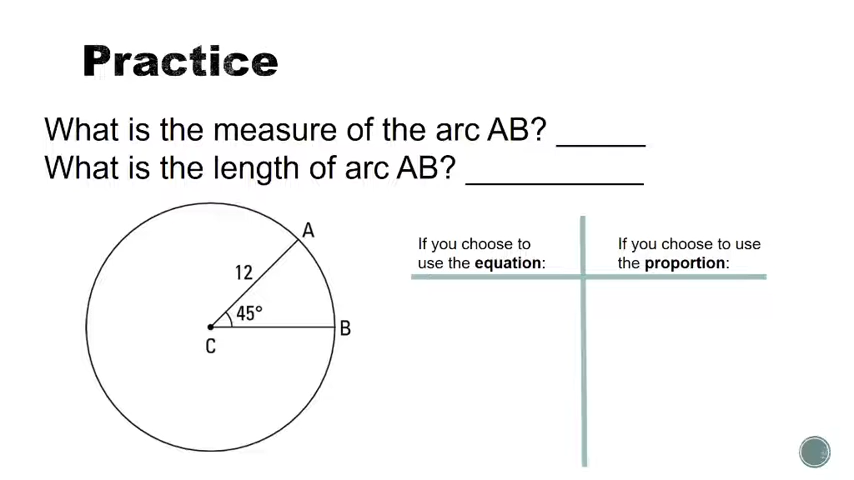 Practice
What is the measure of the arc AB? _____
What is the length of arc AB? __________
A
12
45°
B
C
If you choose to
use the equation:
If you choose to use
the proportion: